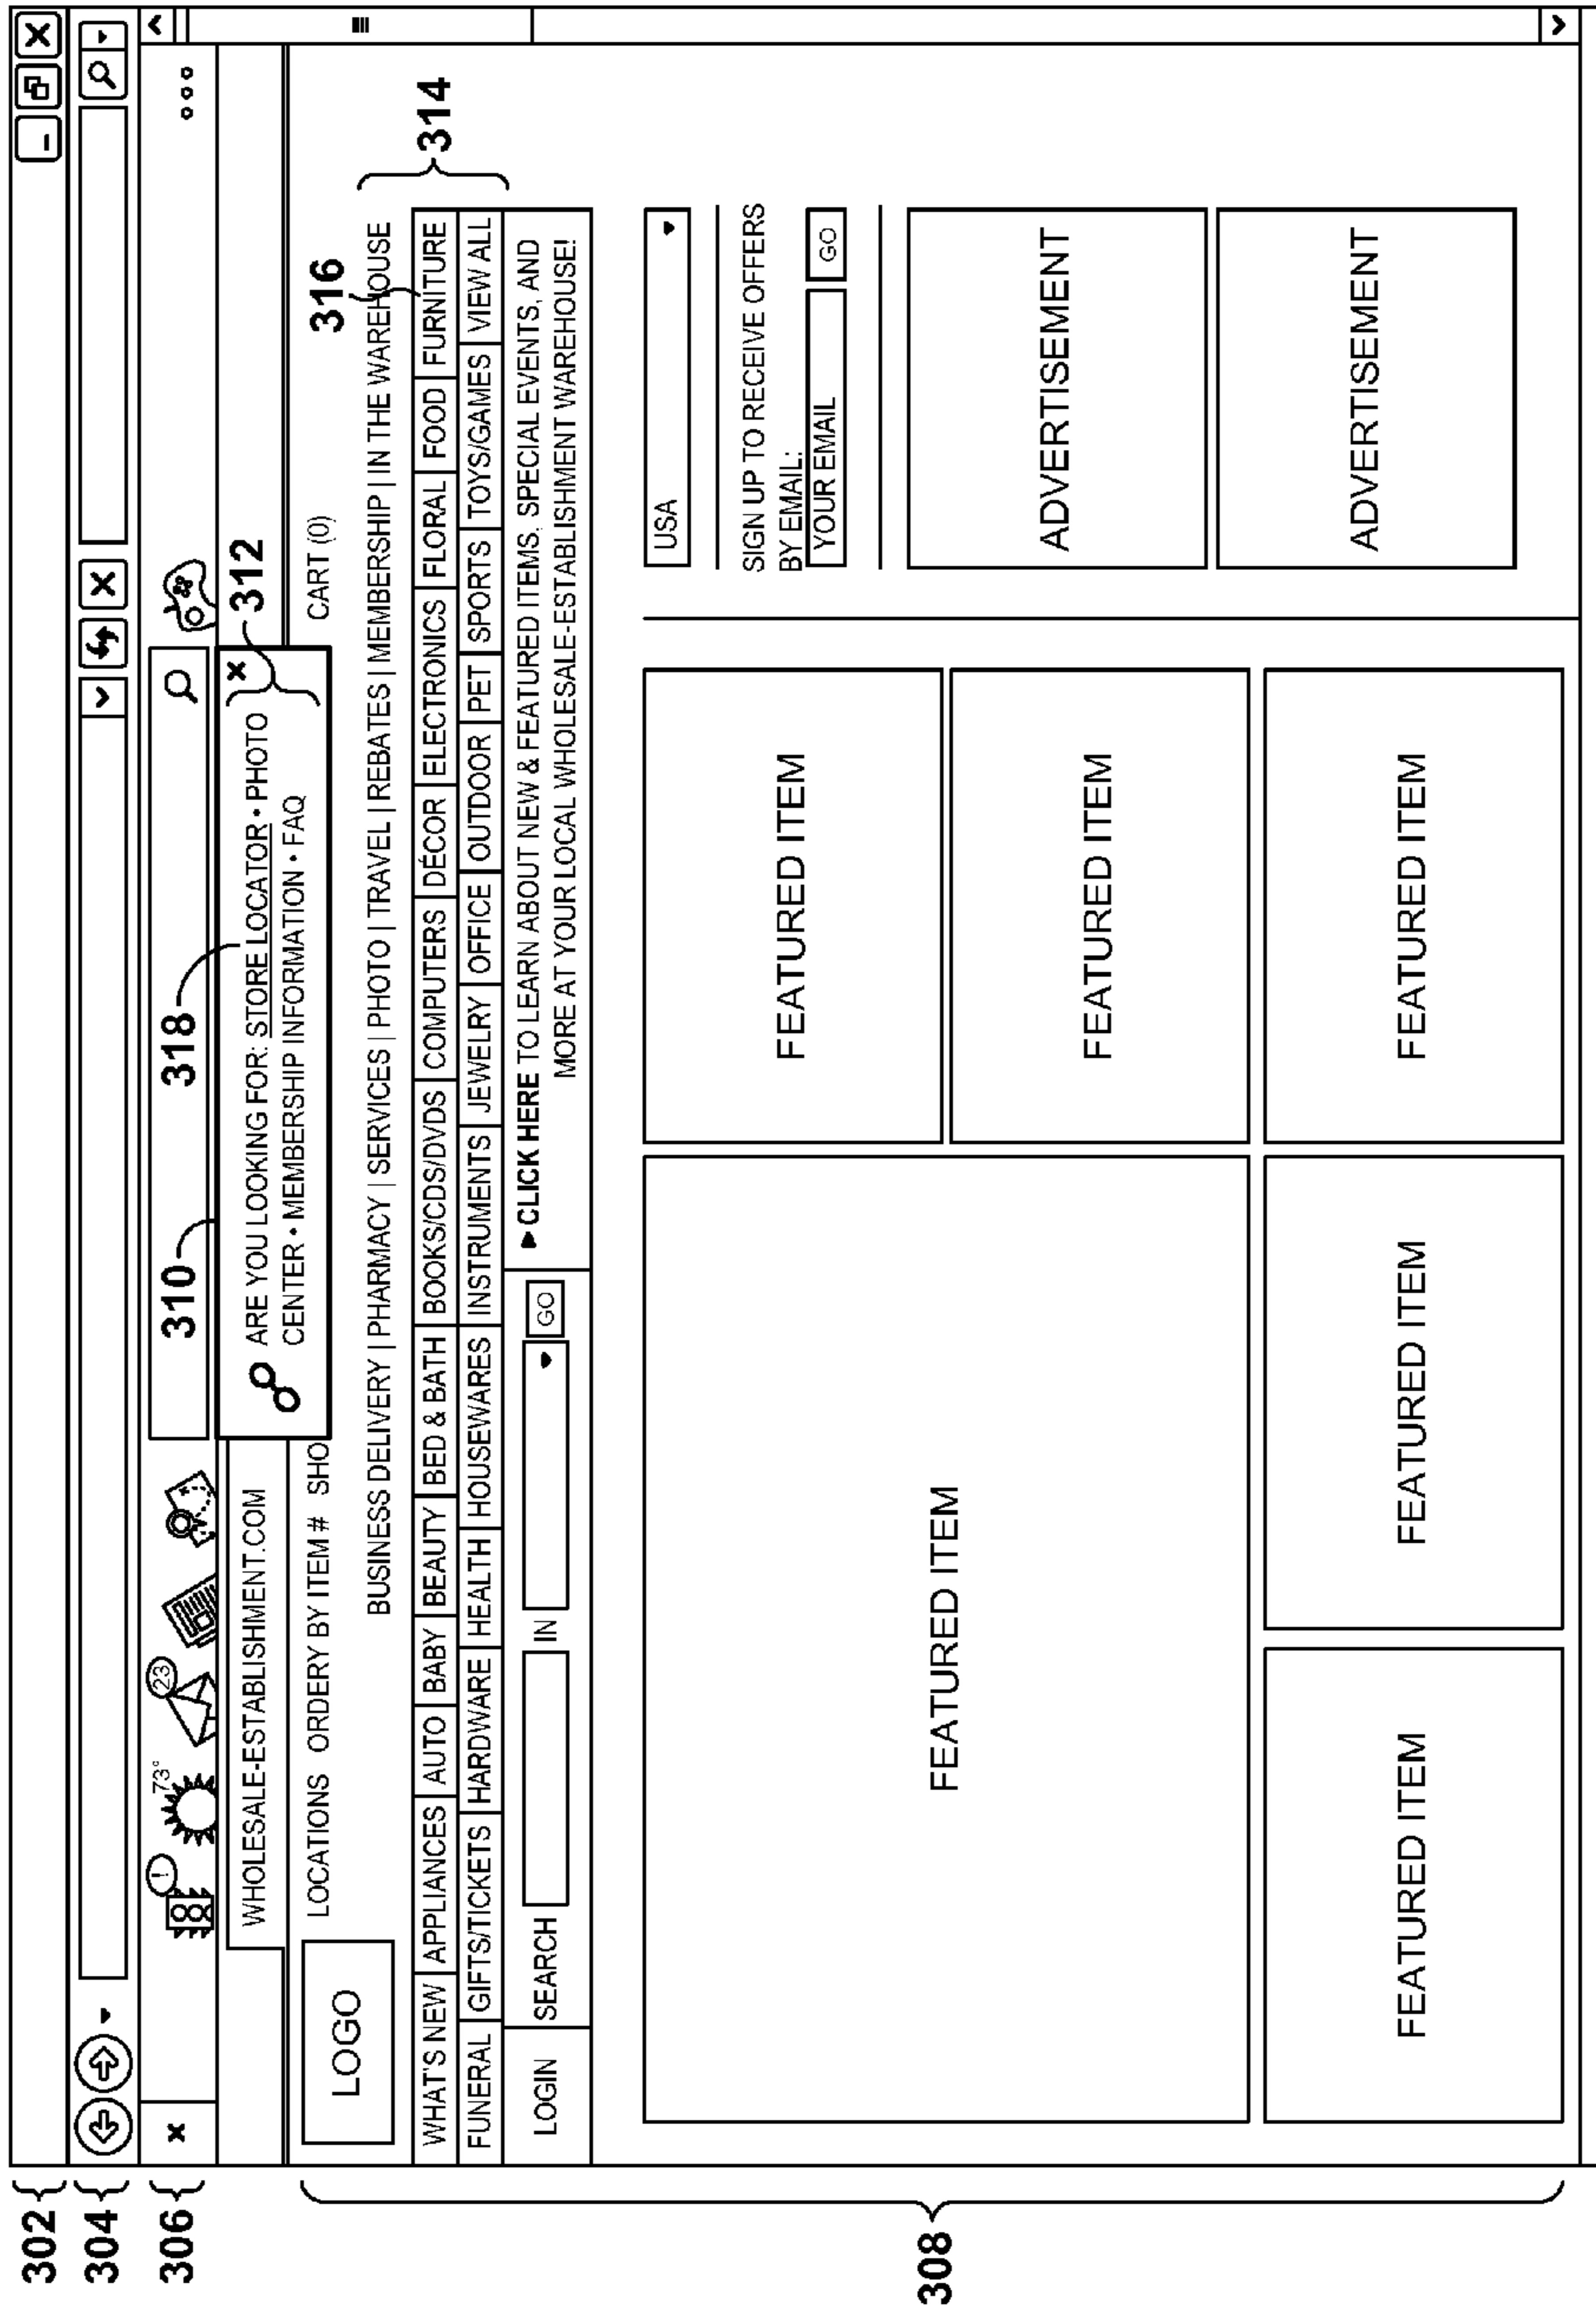 302
304
306
73°
!
23
310
318
312
WHOLESALE-ESTABLISHMENT.COM
ARE YOU LOOKING FOR: STORE LOCATOR • PHOTO
CENTER • MEMBERSHIP INFORMATION • FAQ
x
LOGO
LOCATIONS ORDERY BY ITEM # SHO
CART (0)
316
314
BUSINESS DELIVERY | PHARMACY | SERVICES | PHOTO | TRAVEL | REBATES | MEMBERSHIP | IN THE WAREHOUSE
WHAT'S NEW APPLIANCES AUTO BABY BEAUTY BED & BATH BOOKS/CDS/DVDS COMPUTERS DÉCOR ELECTRONICS FLORAL FOOD FURNITURE
FUNERAL GIFTS/TICKETS HARDWARE HEALTH HOUSEWARES INSTRUMENTS JEWELRY OFFICE OUTDOOR PET SPORTS TOYS/GAMES VIEW ALL
LOGIN SEARCH IN GO
CLICK HERE TO LEARN ABOUT NEW & FEATURED ITEMS, SPECIAL EVENTS, AND
MORE AT YOUR LOCAL WHOLESALE-ESTABLISHMENT WAREHOUSE!
308
FEATURED ITEM
FEATURED ITEM
FEATURED ITEM
FEATURED ITEM
FEATURED ITEM
FEATURED ITEM
USA
SIGN UP TO RECEIVE OFFERS
BY EMAIL:
YOUR EMAIL GO
ADVERTISEMENT
ADVERTISEMENT